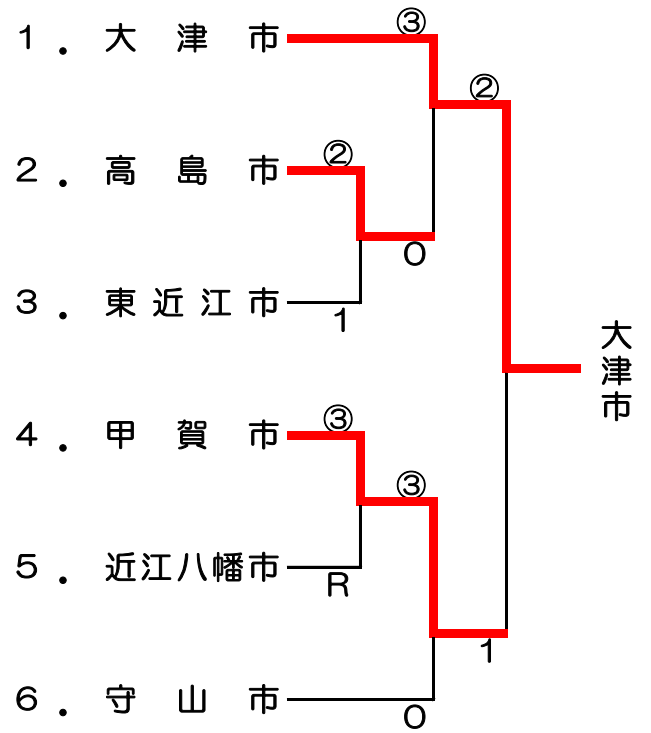 ③
1. 大津市
②
②
2. 高島市
0
3. 東近江市
1
大津市
③
4. 甲賀市
③
5. 近江八幡市
R
1
6. 守山市
0